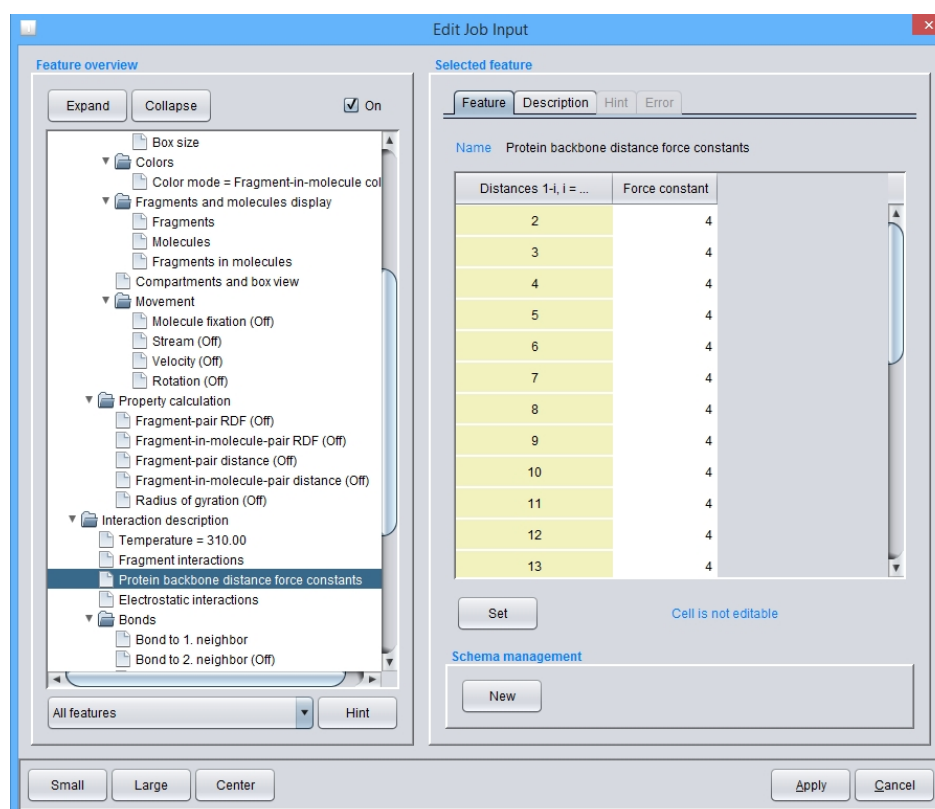 Edit Job Input
Feature overview
Expand
Collapse
On
Box size
Colors
Color mode = Fragment-in-molecule col
Fragments and molecules display
Fragments
Molecules
Fragments in molecules
Compartments and box view
Movement
Molecule fixation (Off)
Stream (Off)
Velocity (Off)
Rotation (Off)
Property calculation
Fragment-pair RDF (Off)
Fragment-in-molecule-pair RDF (Off)
Fragment-pair distance (Off)
Fragment-in-molecule-pair distance (Off)
Radius of gyration (Off)
Interaction description
Temperature = 310.00
Fragment interactions
Protein backbone distance force constants
Electrostatic interactions
Bonds
Bond to 1. neighbor
Bond to 2. neighbor (Off)
All features
Hint
Selected feature
Feature Description Hint Error
Name Protein backbone distance force constants
Distances 1-i, i = ... Force constant
2 4
3 4
4 4
5 4
6 4
7 4
8 4
9 4
10 4
11 4
12 4
13 4
Set
Cell is not editable
Schema management
New
Small
Large
Center
Apply
Cancel